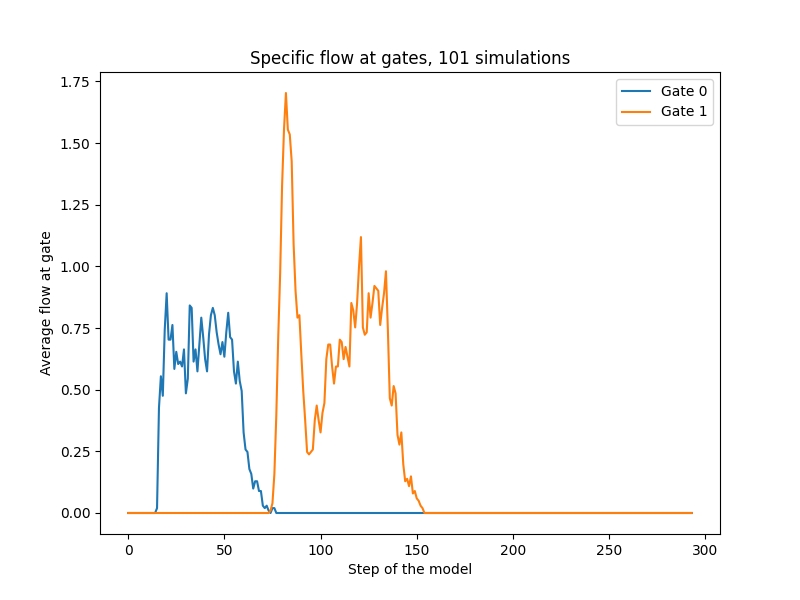 Specific flow at gates, 101 simulations
Gate 0
Gate 1
1.75
1.50
1.25
1.00
0.75
0.50
0.25
0.00
Average flow at gate
0 50 100 150 200 250 300
Step of the model